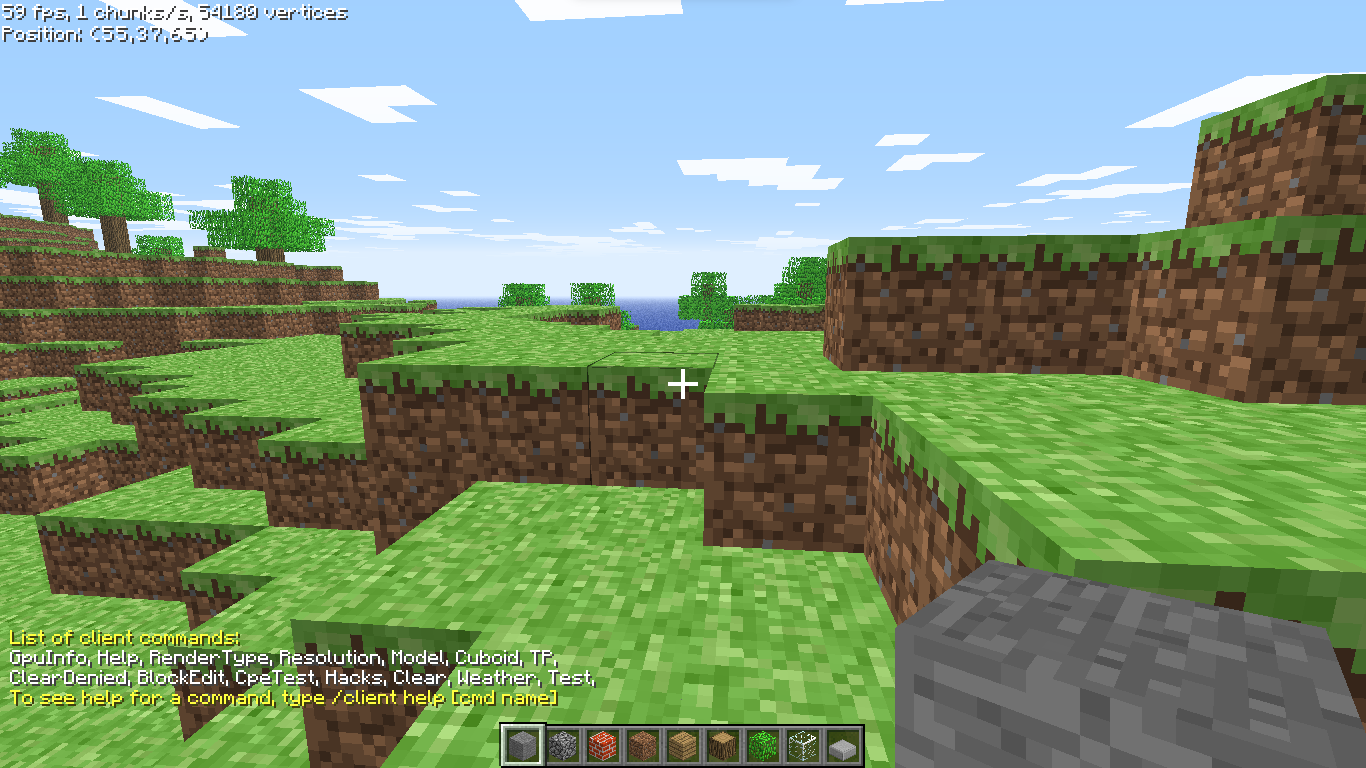 59 fps, 1 chunks/s, 54180 vertices
Position: (55,37,65)
List of client commands:
GpuInfo, Help, RenderType, Resolution, Model, Cuboid, TP,
ClearDenied, BlockEdit, CpeTest, Hacks, Clear, Weather, Test,
To see help for a command, type /client help [cmd name]